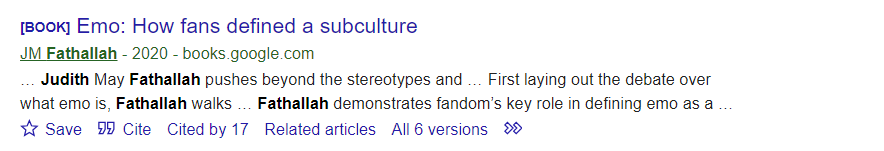 [BOOK] Emo: How fans defined a subculture
JM Fathallah - 2020 - books.google.com
… Judith May Fathallah pushes beyond the stereotypes and … First laying out the debate over
what emo is, Fathallah walks … Fathallah demonstrates fandom’s key role in defining emo as a …
Save Cite Cited by 17 Related articles All 6 versions